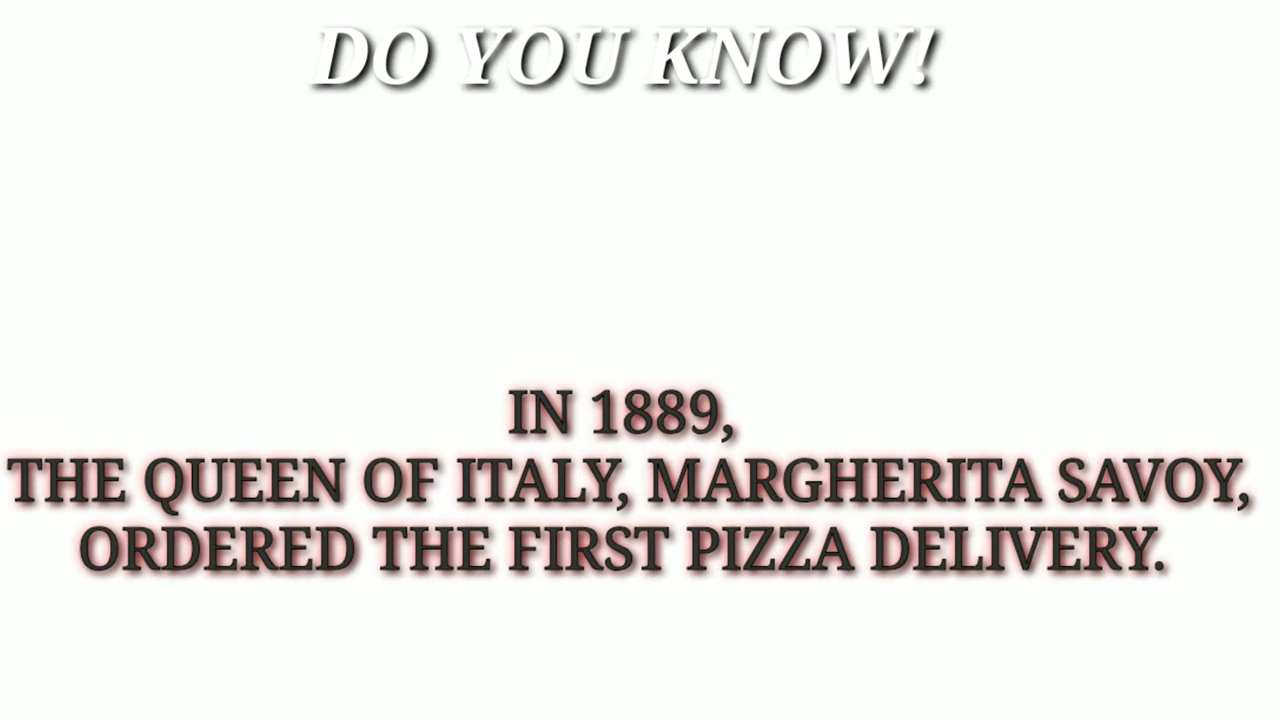 DO YOU KNOW!
IN 1889,
THE QUEEN OF ITALY, MARGHERITA SAVOY,
ORDERED THE FIRST PIZZA DELIVERY.